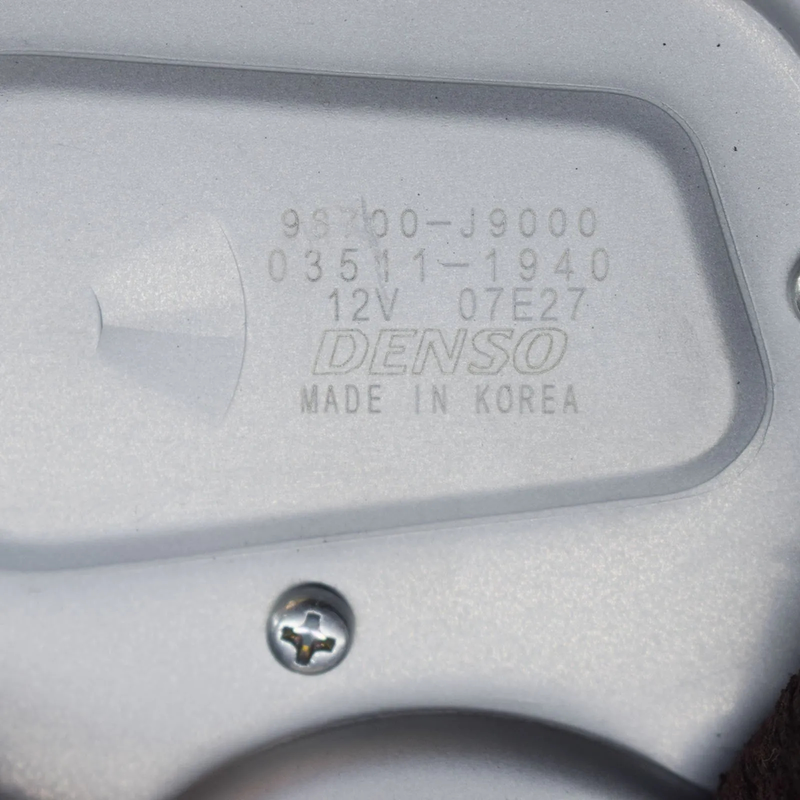 98700-J9000
03511-1940
12V 07E27
DENSO
MADE IN KOREA